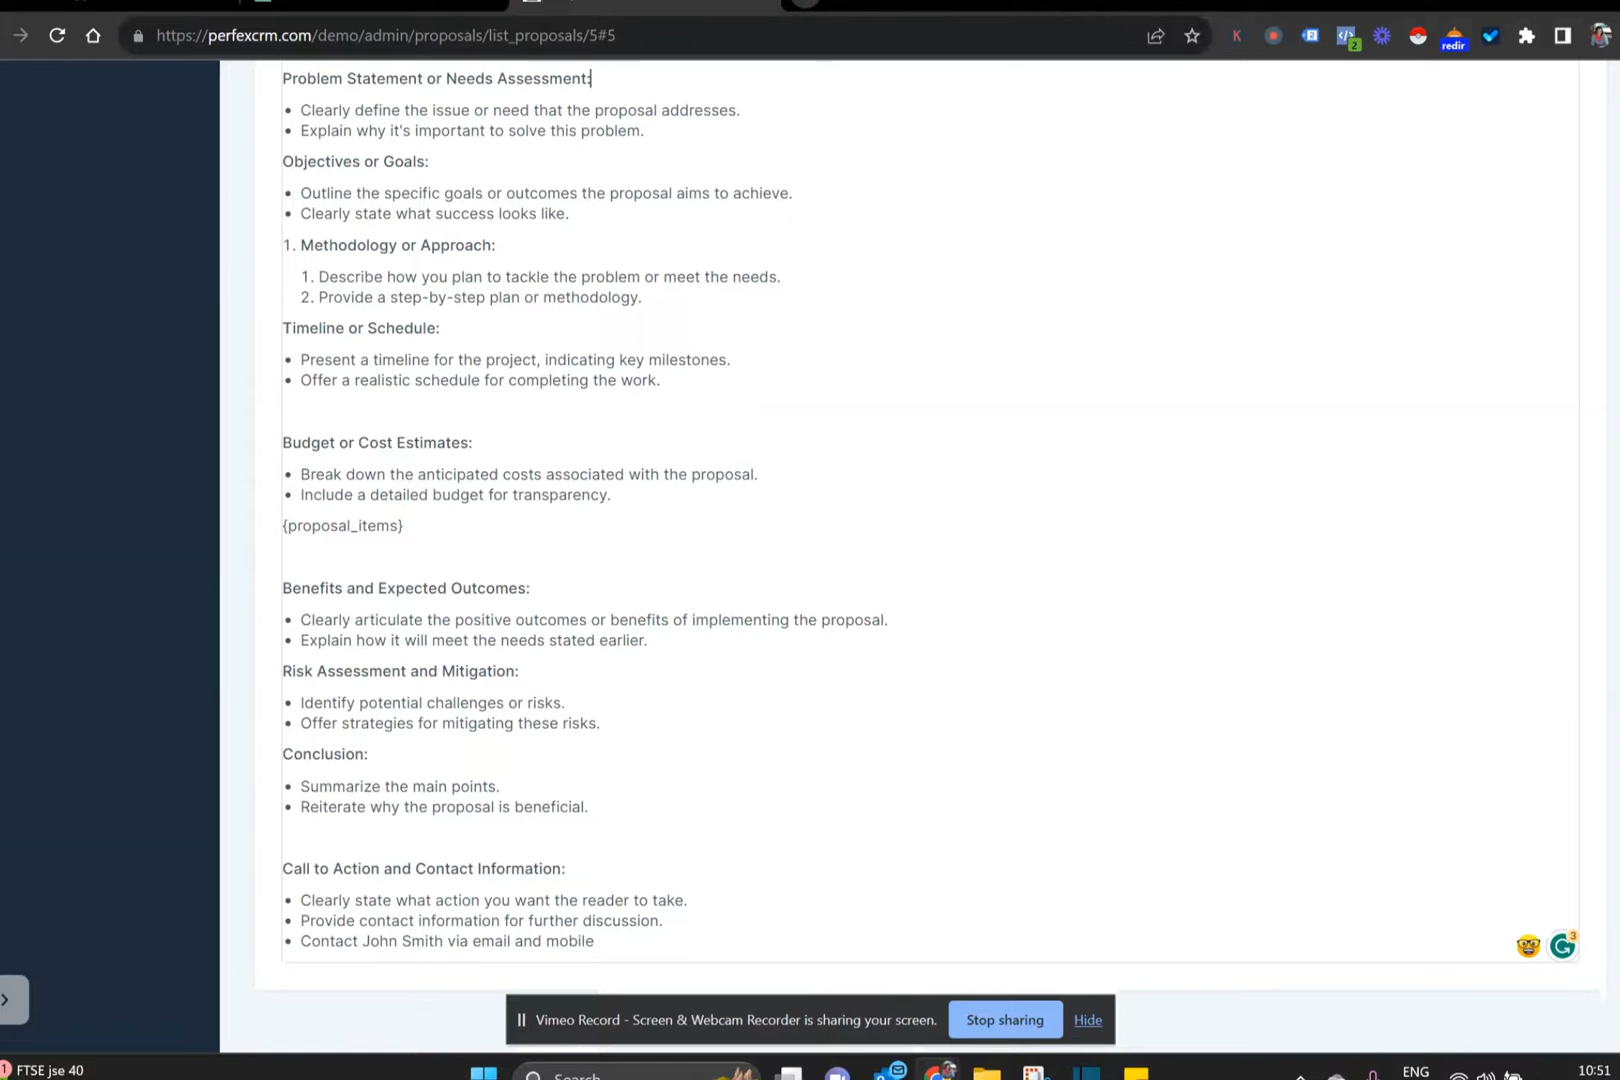 https://perfexcrm.com/demo/admin/proposals/list_proposals/5#5
K
2
redir
Problem Statement or Needs Assessment:
• Clearly define the issue or need that the proposal addresses.
• Explain why it's important to solve this problem.
Objectives or Goals:
• Outline the specific goals or outcomes the proposal aims to achieve.
• Clearly state what success looks like.
1. Methodology or Approach:
1. Describe how you plan to tackle the problem or meet the needs.
2. Provide a step-by-step plan or methodology.
Timeline or Schedule:
• Present a timeline for the project, indicating key milestones.
• Offer a realistic schedule for completing the work.
Budget or Cost Estimates:
• Break down the anticipated costs associated with the proposal.
• Include a detailed budget for transparency.
{proposal_items}
Benefits and Expected Outcomes:
• Clearly articulate the positive outcomes or benefits of implementing the proposal.
• Explain how it will meet the needs stated earlier.
Risk Assessment and Mitigation:
• Identify potential challenges or risks.
• Offer strategies for mitigating these risks.
Conclusion:
• Summarize the main points.
• Reiterate why the proposal is beneficial.
Call to Action and Contact Information:
• Clearly state what action you want the reader to take.
• Provide contact information for further discussion.
• Contact John Smith via email and mobile
3
Vimeo Record - Screen & Webcam Recorder is sharing your screen.
Stop sharing
Hide
1
FTSE jse 40
Search
ENG
10:51